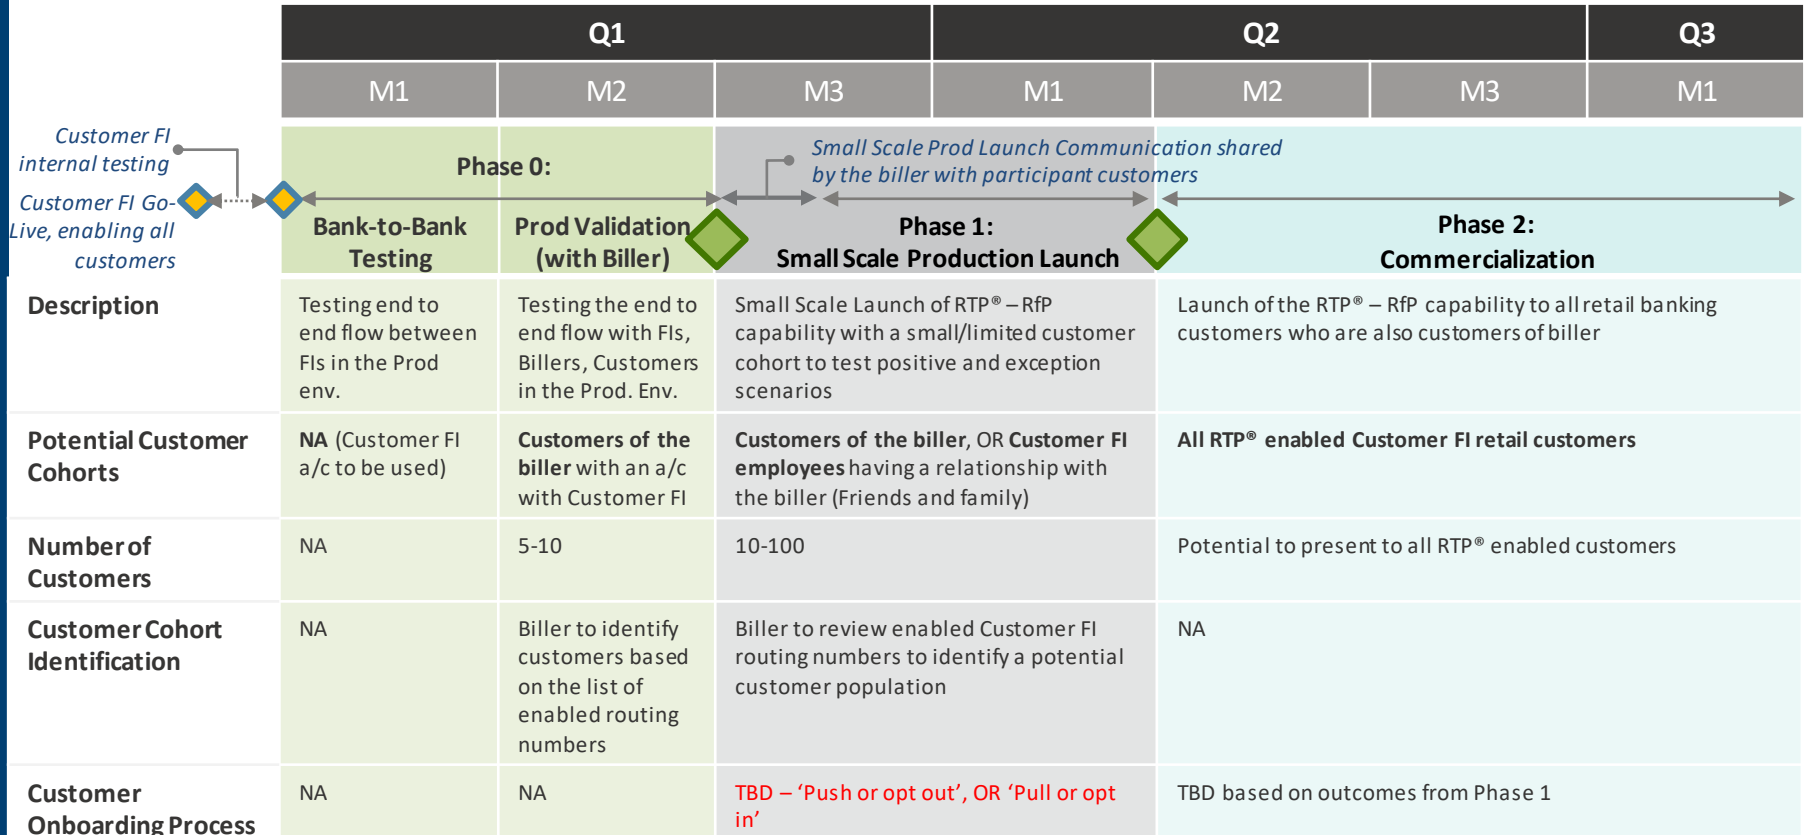 Q1
Q2
Q3
M1
M2
M3
M1
M2
M3
M1
Customer FI
internal testing
Customer FI Go-
Live, enabling all
customers
Phase 0:
Small Scale Prod Launch Communication shared
by the biller with participant customers
Bank-to-Bank
Testing
Prod Validation
(with Biller)
Phase 1:
Small Scale Production Launch
Phase 2:
Commercialization
Description
Testing end to
end flow between
FIs in the Prod
env.
Testing the end to
end flow with FIs,
Billers, Customers
in the Prod. Env.
Small Scale Launch of RTP® – RfP
capability with a small/limited customer
cohort to test positive and exception
scenarios
Launch of the RTP® – RfP capability to all retail banking
customers who are also customers of biller
Potential Customer
Cohorts
NA (Customer FI
a/c to be used)
Customers of the
biller with an a/c
with Customer FI
Customers of the biller, OR Customer FI
employees having a relationship with
the biller (Friends and family)
All RTP® enabled Customer FI retail customers
Number of
Customers
NA
5-10
10-100
Potential to present to all RTP® enabled customers
Customer Cohort
Identification
NA
Biller to identify
customers based
on the list of
enabled routing
numbers
Biller to review enabled Customer FI
routing numbers to identify a potential
customer population
NA
Customer
Onboarding Process
NA
NA
TBD – ‘Push or opt out’, OR ‘Pull or opt
in’
TBD based on outcomes from Phase 1